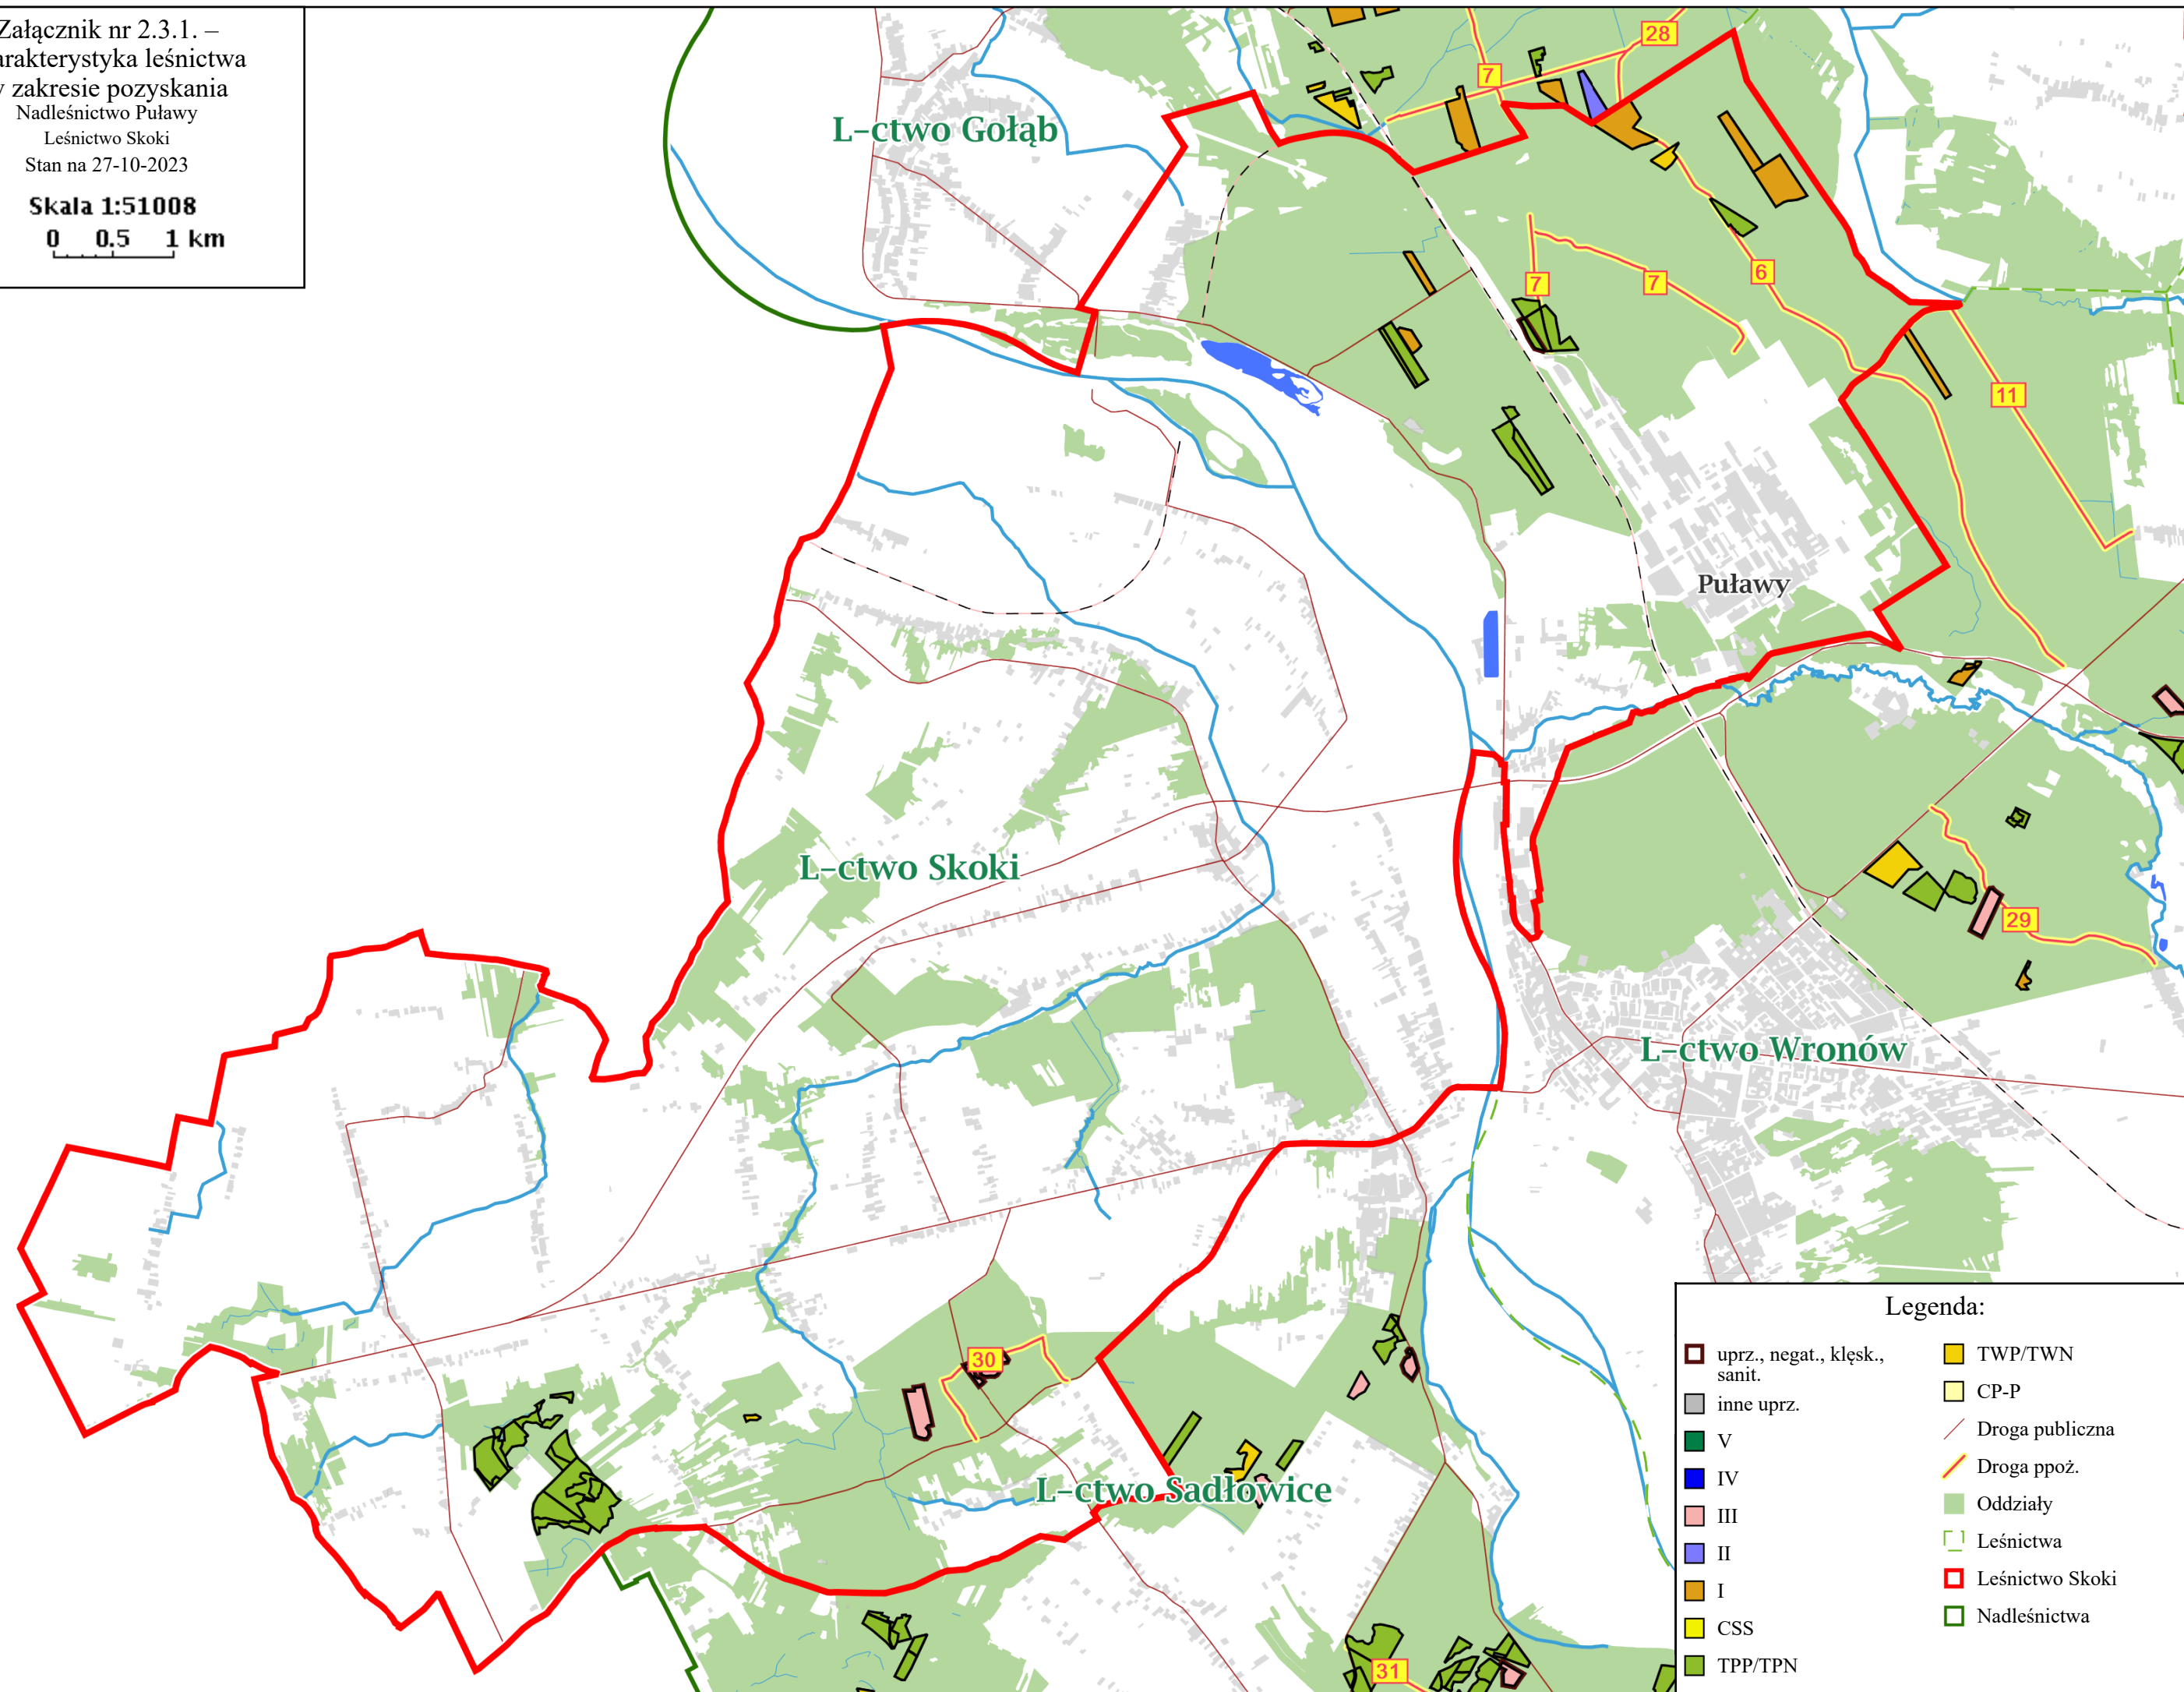 Załącznik nr 2.3.1. –
arakterystyka leśnictwa
w zakresie pozyskania
Nadleśnictwo Puławy
Leśnictwo Skoki
Stan na 27-10-2023
Skala 1:51008
0 0.5 1 km
28
7
L-ctwo Gołąb
6
7
7
11
Puławy
L-ctwo Skoki
29
L-ctwo Wronów
30
L-ctwo Sadłowice
31
Legenda:
uprz., negat., klęsk.,
sanit.
inne uprz.
V
IV
III
II
I
CSS
TPP/TPN
TWP/TWN
CP-P
Droga publiczna
Droga ppoż.
Oddziały
Leśnictwa
Leśnictwo Skoki
Nadleśnictwa